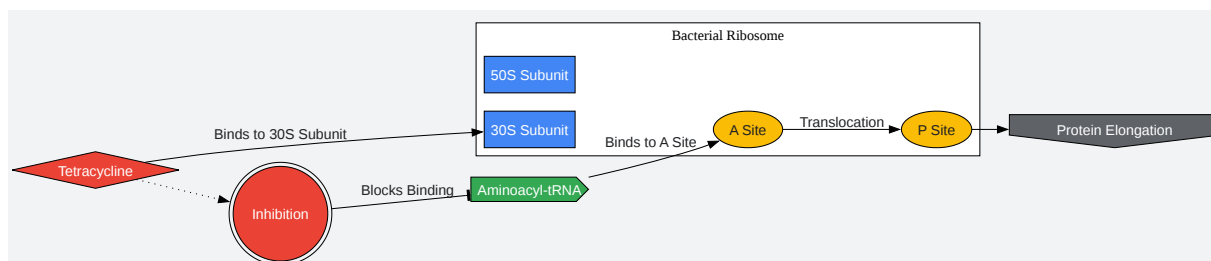 Bacterial Ribosome
50S Subunit
Binds to 30S Subunit
30S Subunit
A Site
Translocation
P Site
Protein Elongation
Binds to A Site
Tetracycline
Blocks Binding
Aminoacyl-tRNA
Inhibition